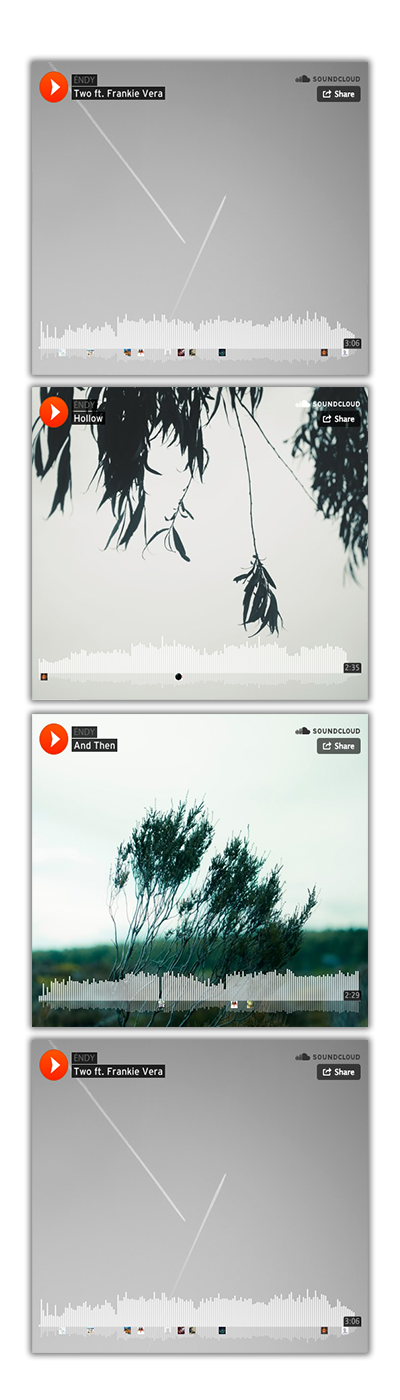 ENDY
SOUNDCLOUD
Two ft. Frankie Vera
Share
3:06
ENDY
SOUNDCLOUD
Hollow
Share
2:35
ENDY
SOUNDCLOUD
And Then
Share
2:29
ENDY
SOUNDCLOUD
Two ft. Frankie Vera
Share
3:06